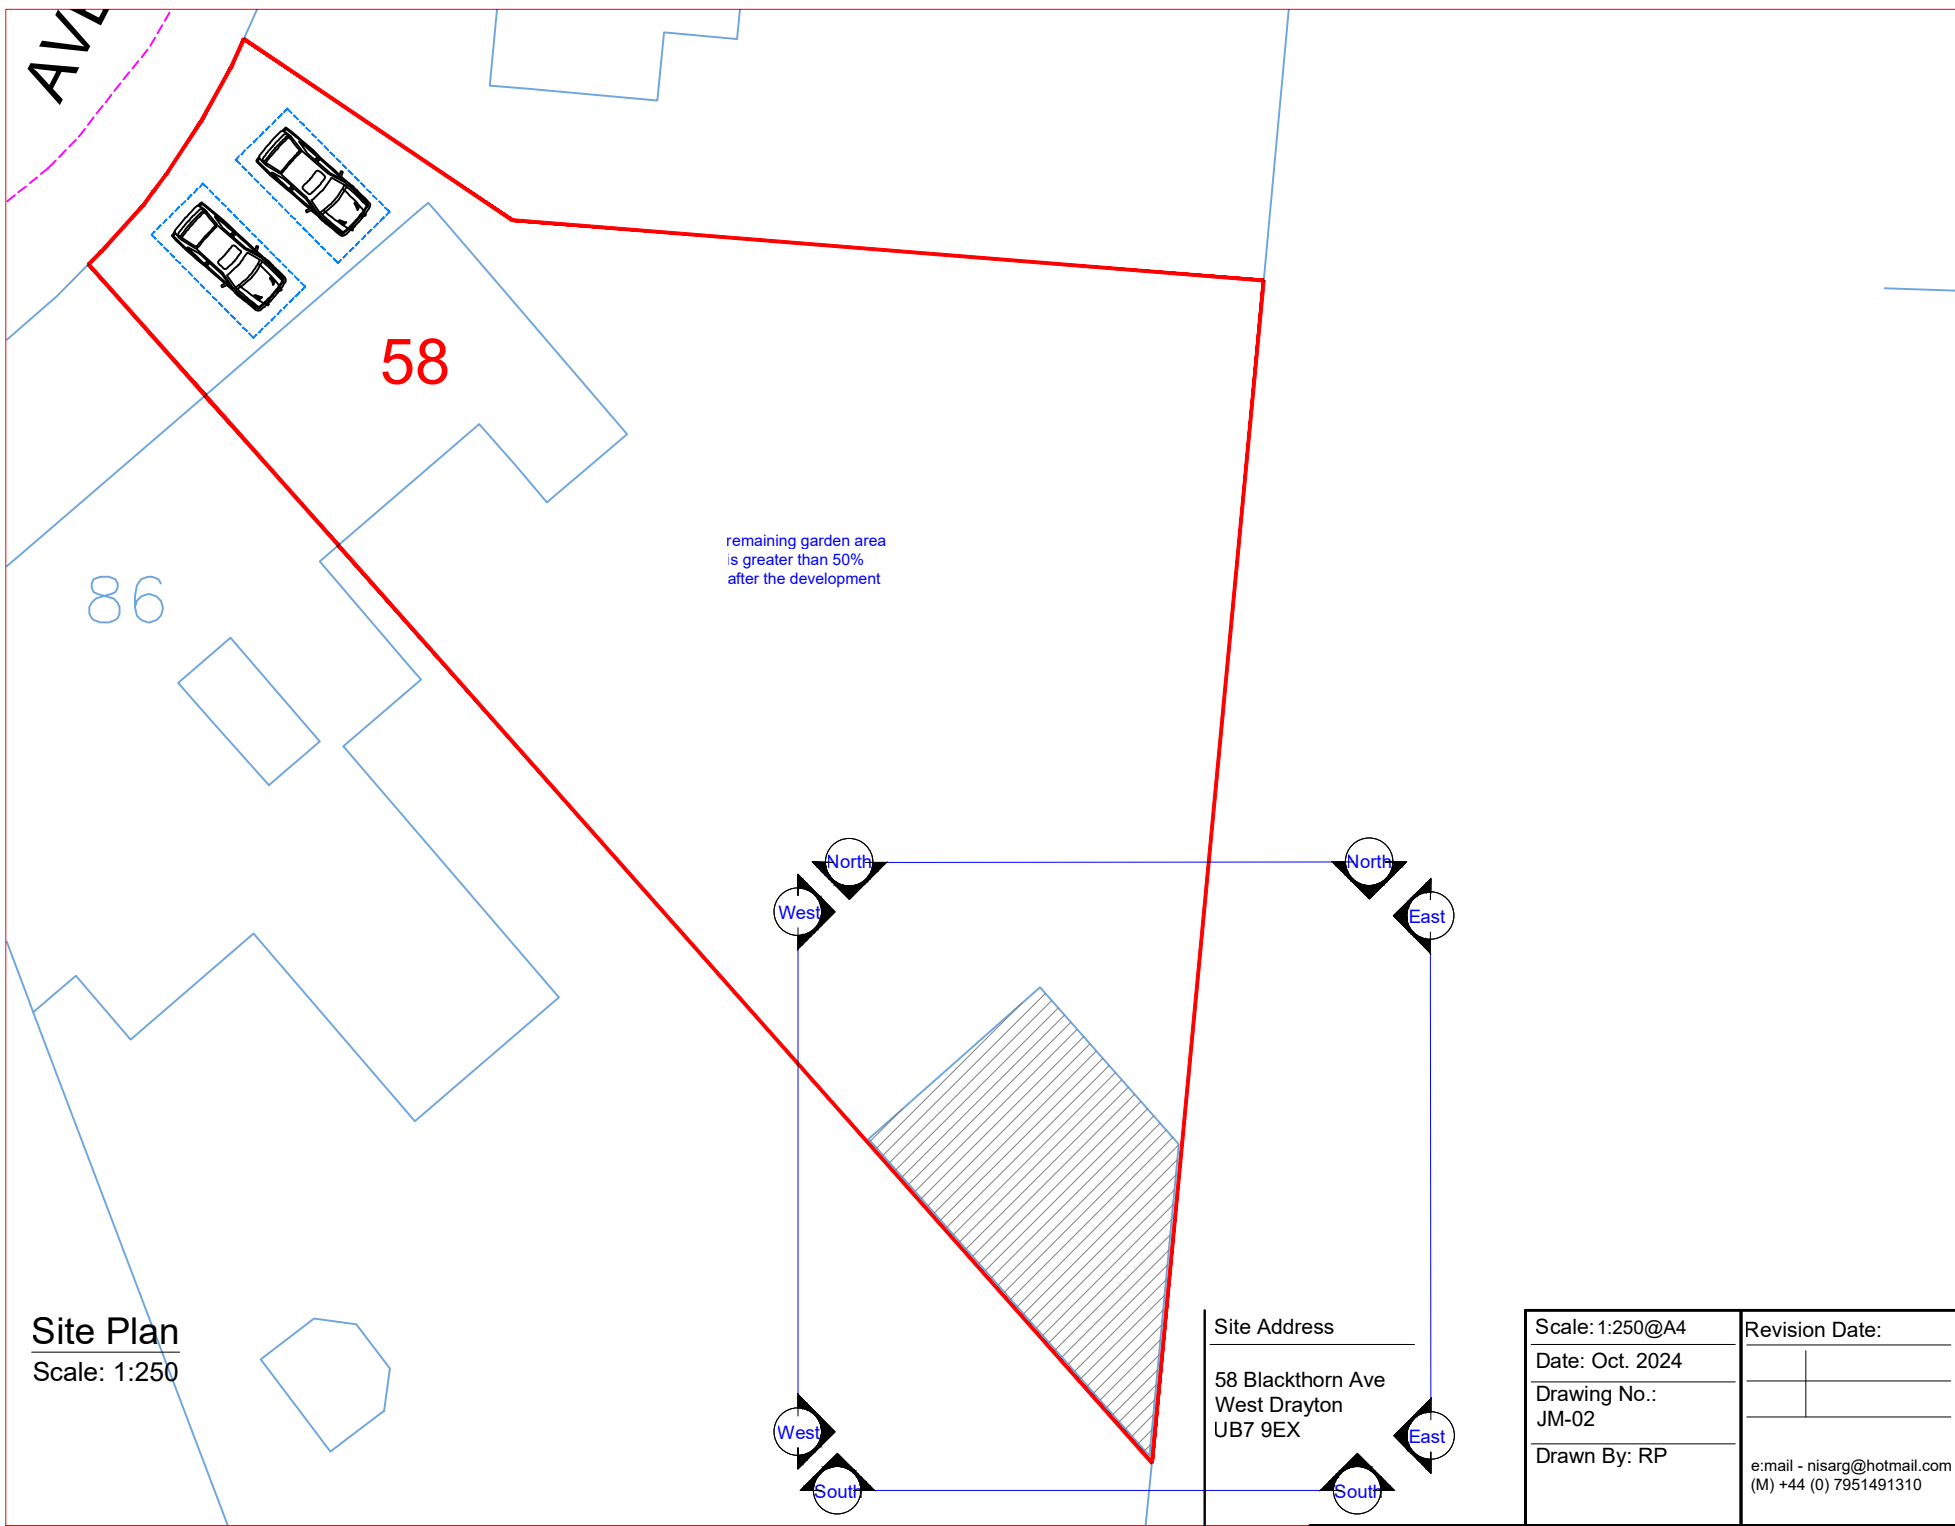 AVE
58
remaining garden area
is greater than 50%
after the development
86
North
North
West
East
West
East
South
South
Site Plan
Scale: 1:250
Site Address
58 Blackthorn Ave
West Drayton
UB7 9EX
Scale: 1:250@A4
Date: Oct. 2024
Drawing No.:
JM-02
Drawn By: RP
Revision Date:
e:mail - nisarg@hotmail.com
(M) +44 (0) 7951491310